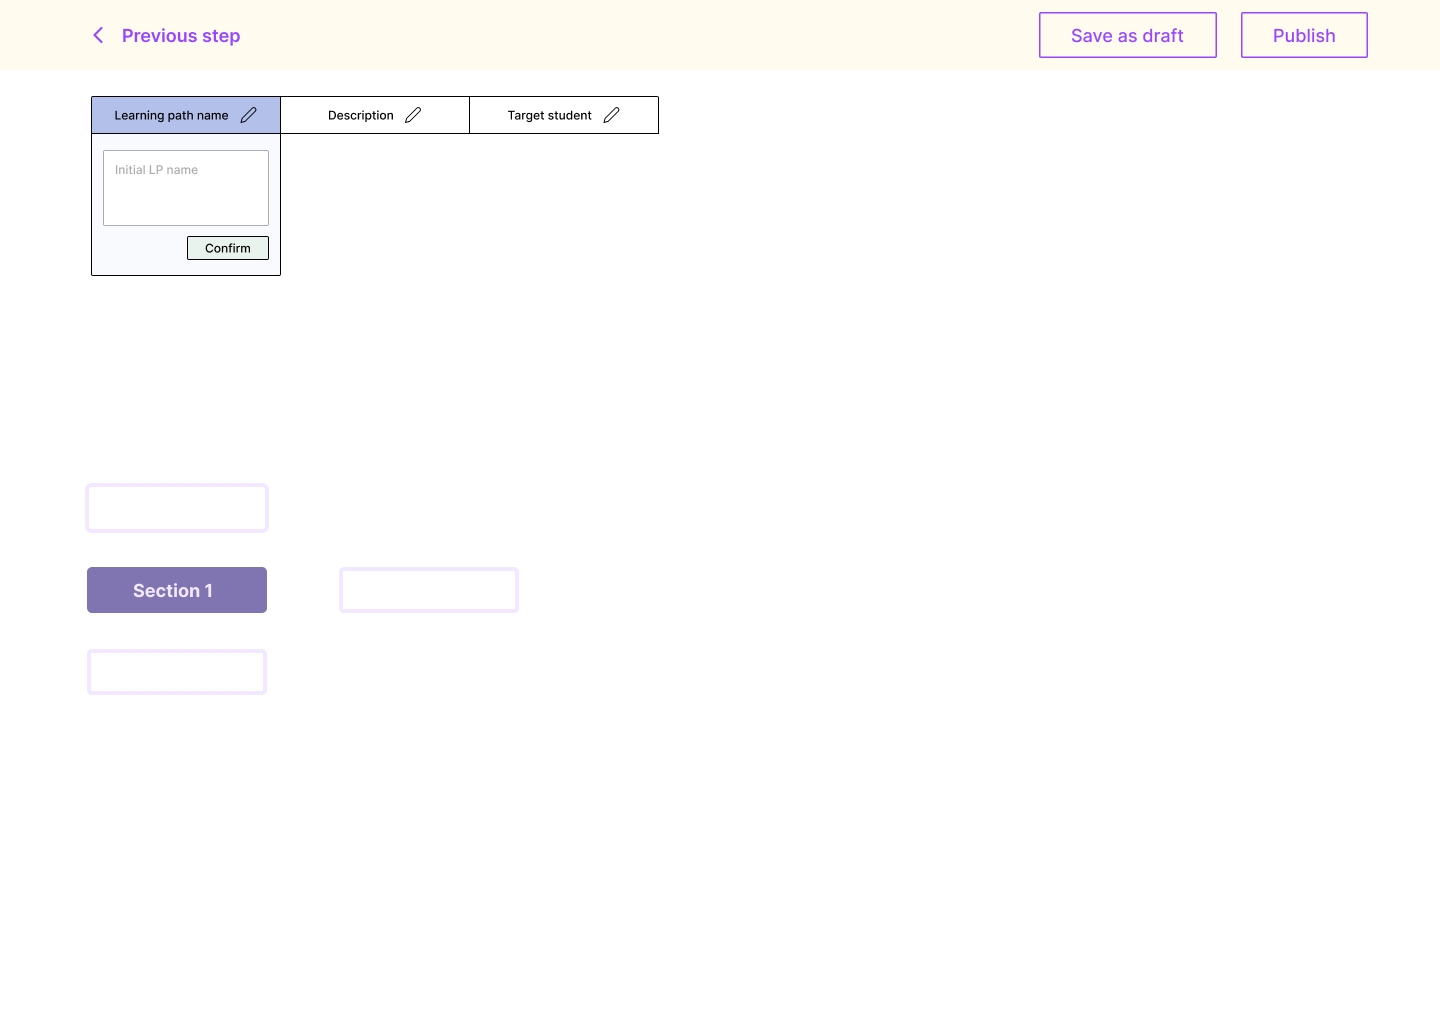 Previous step
Save as draft
Publish
Learning path name
Description
Target student
Initial LP name
Confirm
Section 1